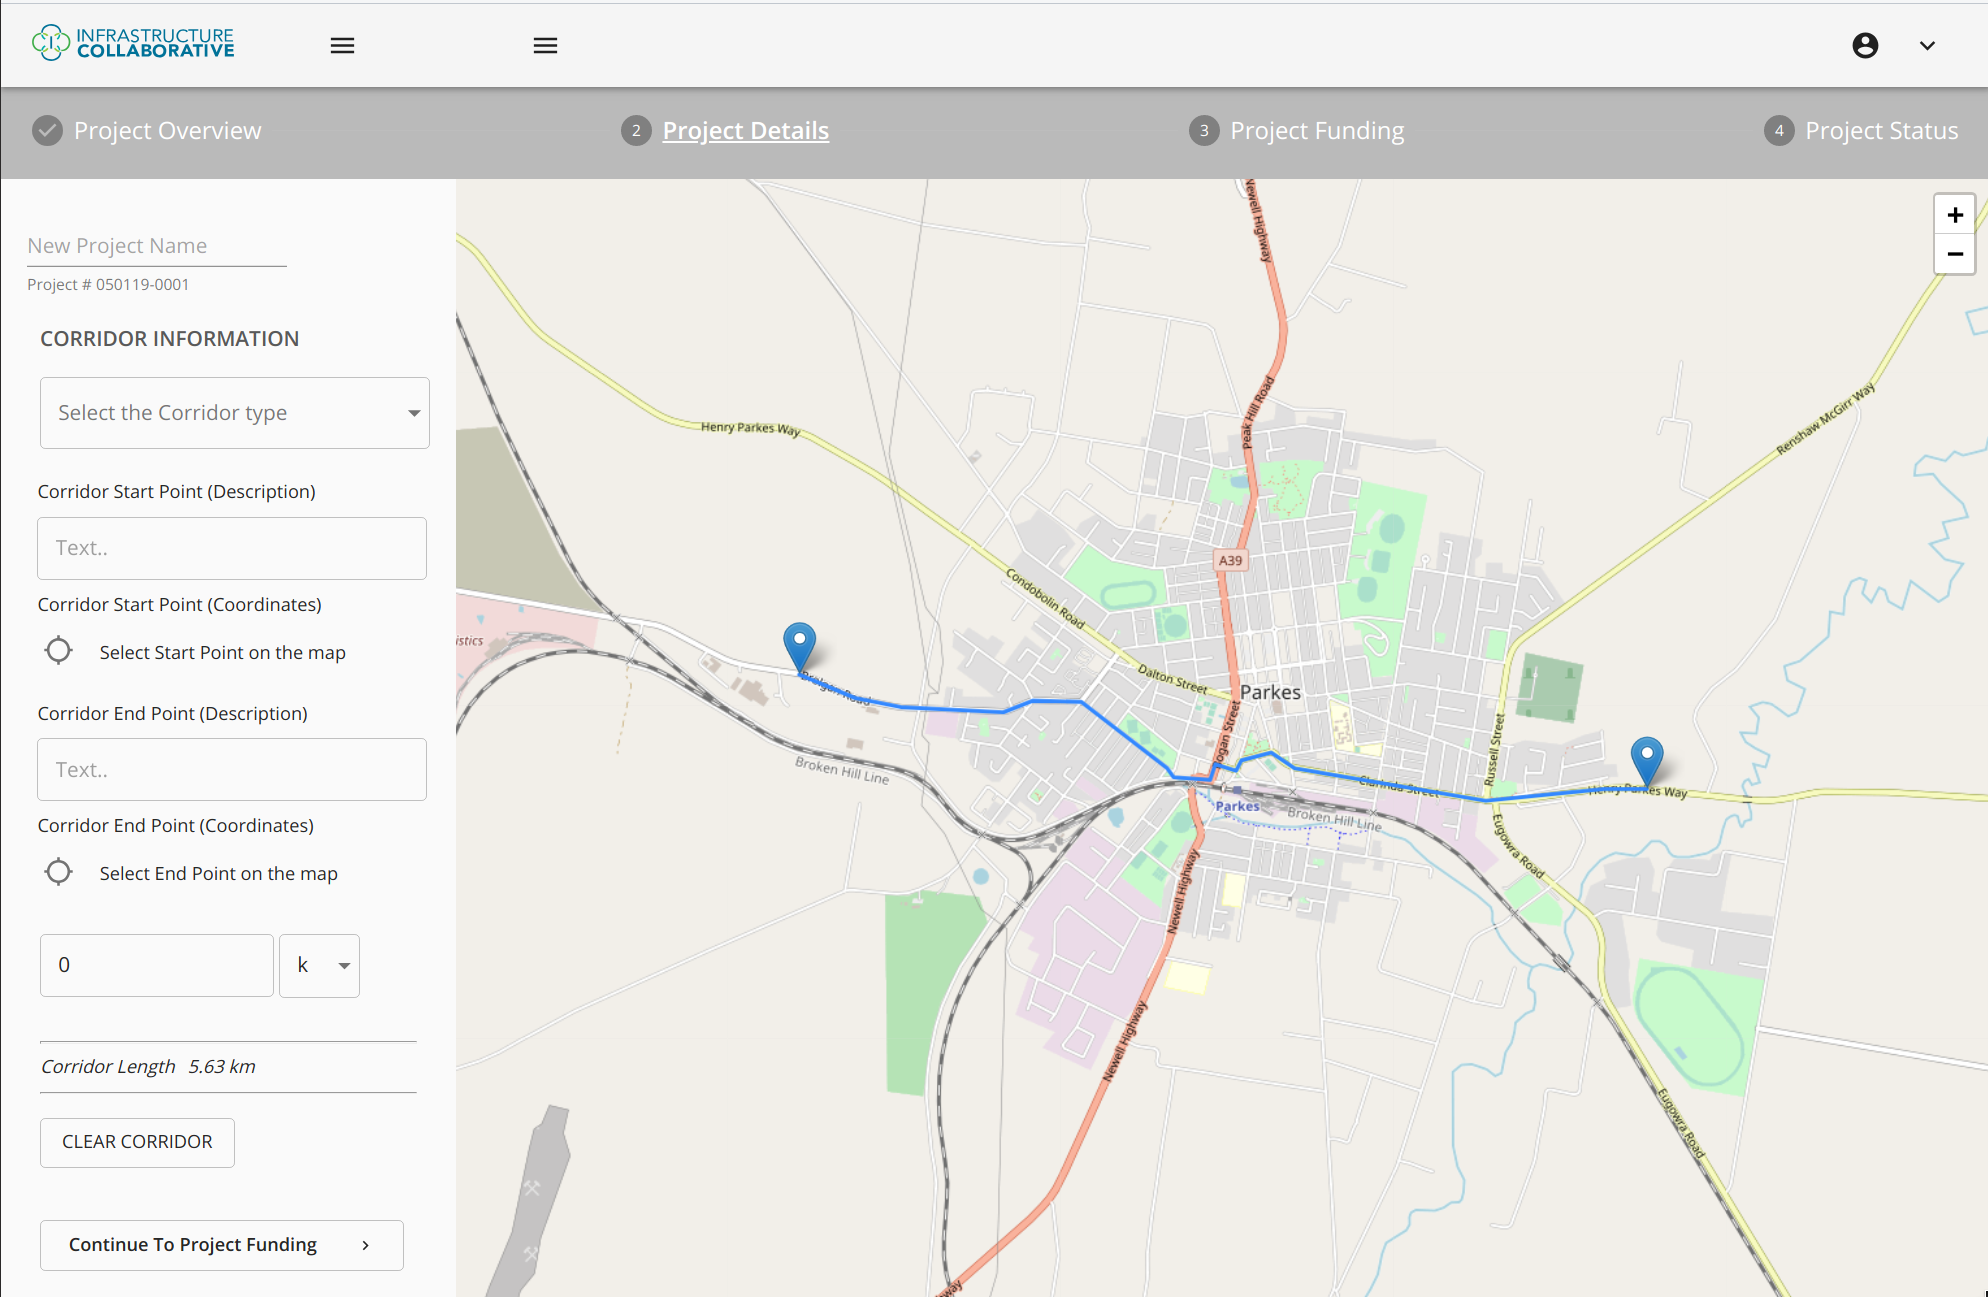 INFRASTRUCTURE
COLLABORATIVE
Project Overview
2 Project Details
3 Project Funding
4 Project Status
New Project Name
Project # 050119-0001
CORRIDOR INFORMATION
Select the Corridor type
Corridor Start Point (Description)
Text..
Corridor Start Point (Coordinates)
Select Start Point on the map
Corridor End Point (Description)
Text..
Corridor End Point (Coordinates)
Select End Point on the map
0
k
Corridor Length 5.63 km
CLEAR CORRIDOR
Continue To Project Funding
+
−
Newell Highway
Peak Hill Road
Henry Parkes Way
Renshaw McGirr Way
A39
Condobolin Road
istics
Brolgan Road
Dalton Street
Parkes
ogan Street
Russell Street
Broken Hill Line
Clarinda Street
Henry Parkes Way
Parkes
Broken Hill Line
Eugowra Road
Newell Highway
Newell Highway
Eugowra Road
way